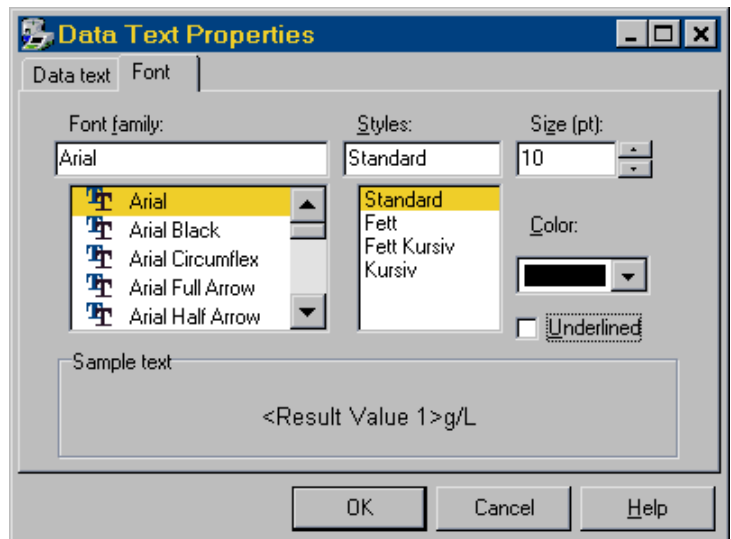 Data Text Properties
Data text Font
Font family: Styles: Size (pt):
Arial Standard 10
Arial Standard
Arial Black Fett
Arial Circumflex Fett Kursiv
Arial Full Arrow Kursiv
Arial Half Arrow
Color:
Underlined
Sample text
<Result Value 1>g/L
OK Cancel Help